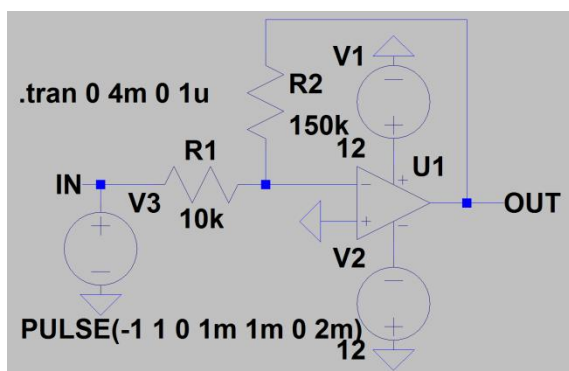 V1
.tran 0 4m 0 1u
R2
150k
12
R1
U1
IN
V3
10k
OUT
V2
PULSE(-1 1 0 1m 1m 0 2m)
12